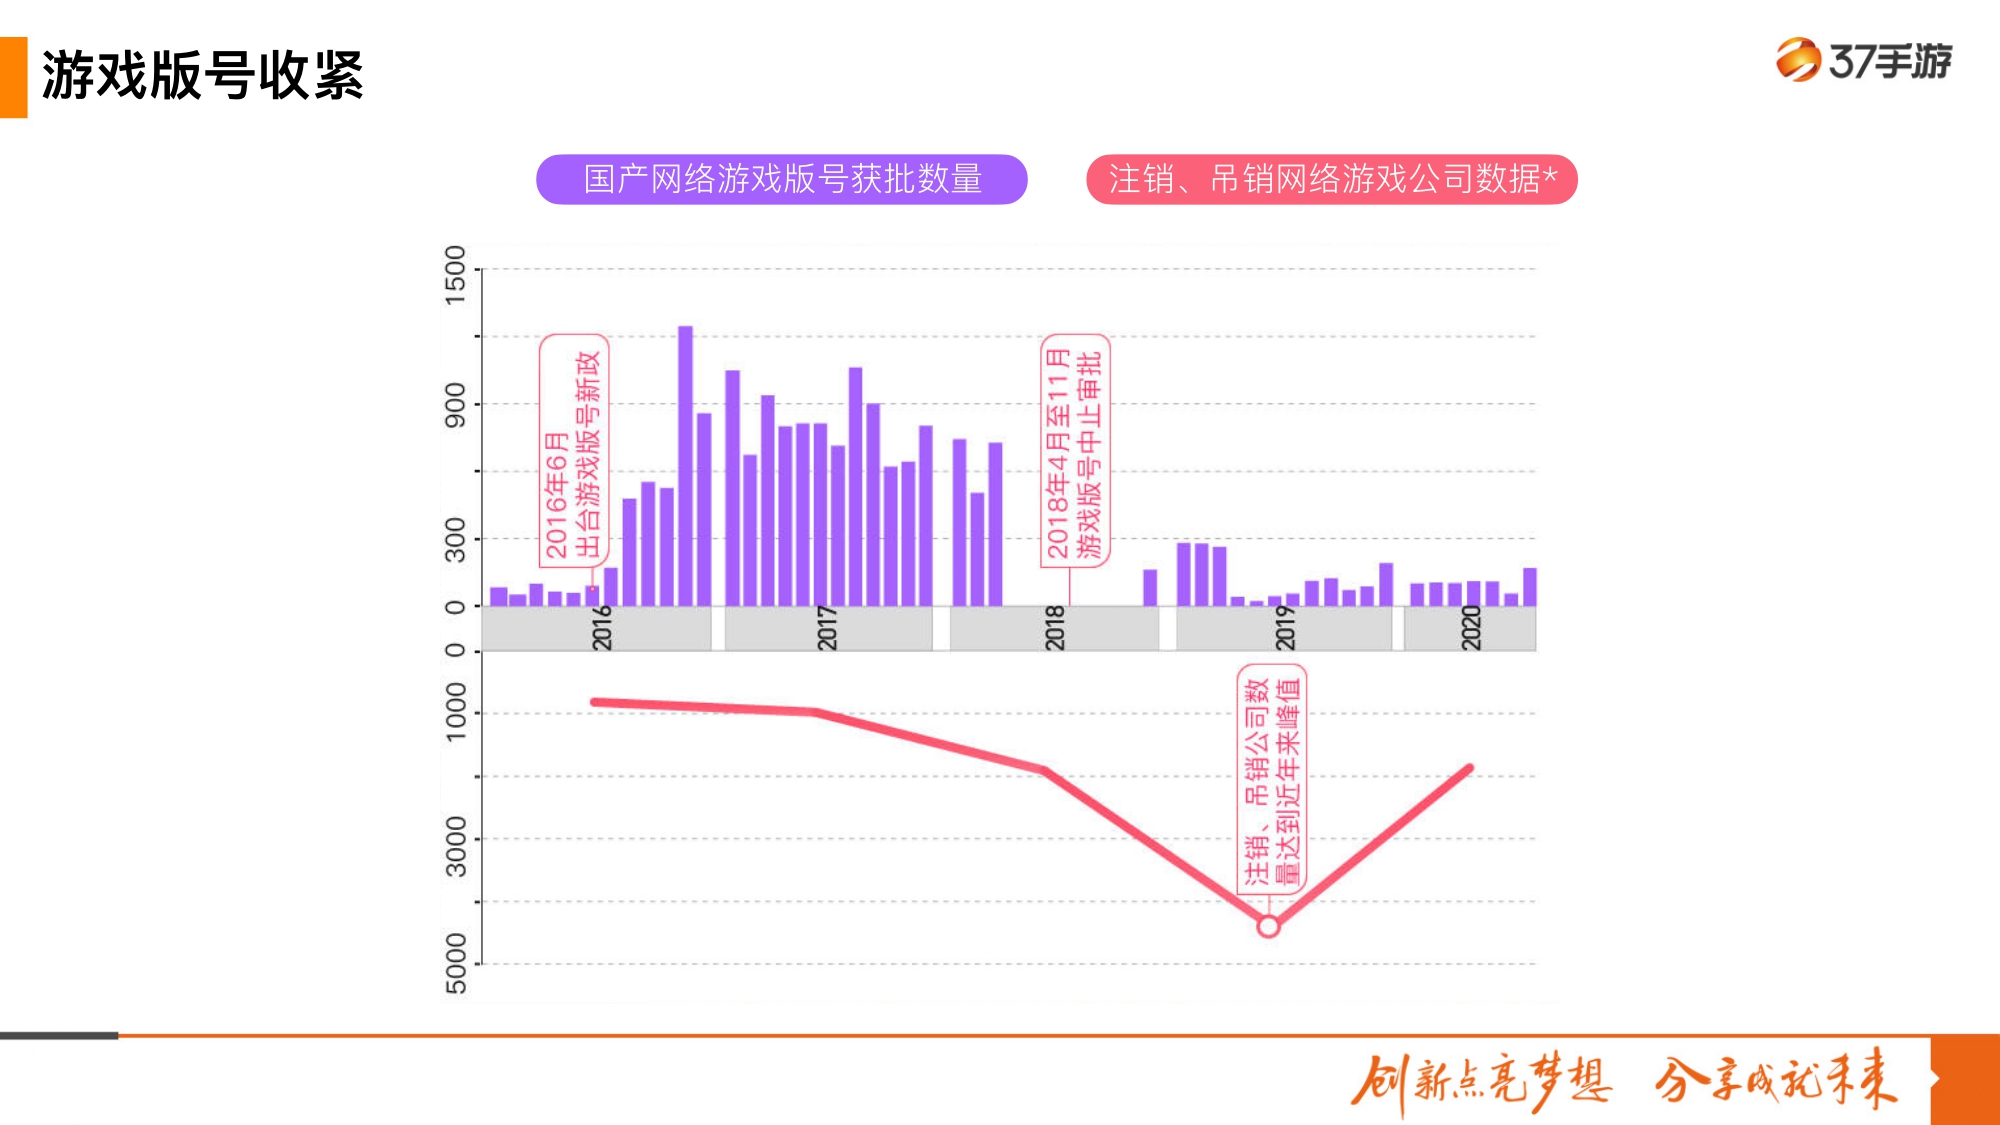 游戏版号收紧
37手游
国产网络游戏版号获批数量
注销、吊销网络游戏公司数据*
1500
900
300
0
2016年6月
出台游戏版号新政
2018年4月至11月
游戏版号中止审批
2016
2017
2018
2019
2020
0
1000
3000
5000
注销、吊销公司数
量达到近年来峰值
创新点亮梦想 分享成就未来